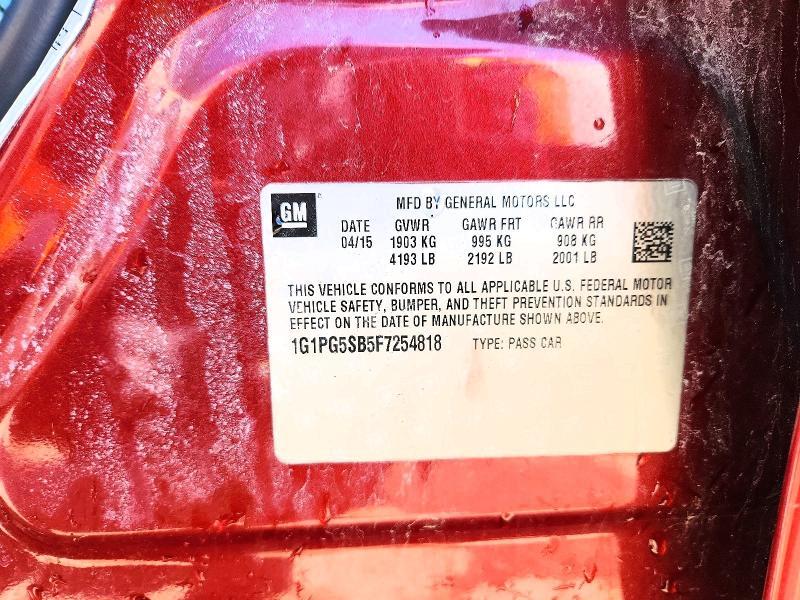 GM
MFD BY GENERAL MOTORS LLC
DATE GVWR GAWR FRT GAWR RR
04/15 1903 KG 995 KG 908 KG
4193 LB 2192 LB 2001 LB
THIS VEHICLE CONFORMS TO ALL APPLICABLE U.S. FEDERAL MOTOR
VEHICLE SAFETY, BUMPER, AND THEFT PREVENTION STANDARDS IN
EFFECT ON THE DATE OF MANUFACTURE SHOWN ABOVE.
1G1PG5SB5F7254818 TYPE: PASS CAR